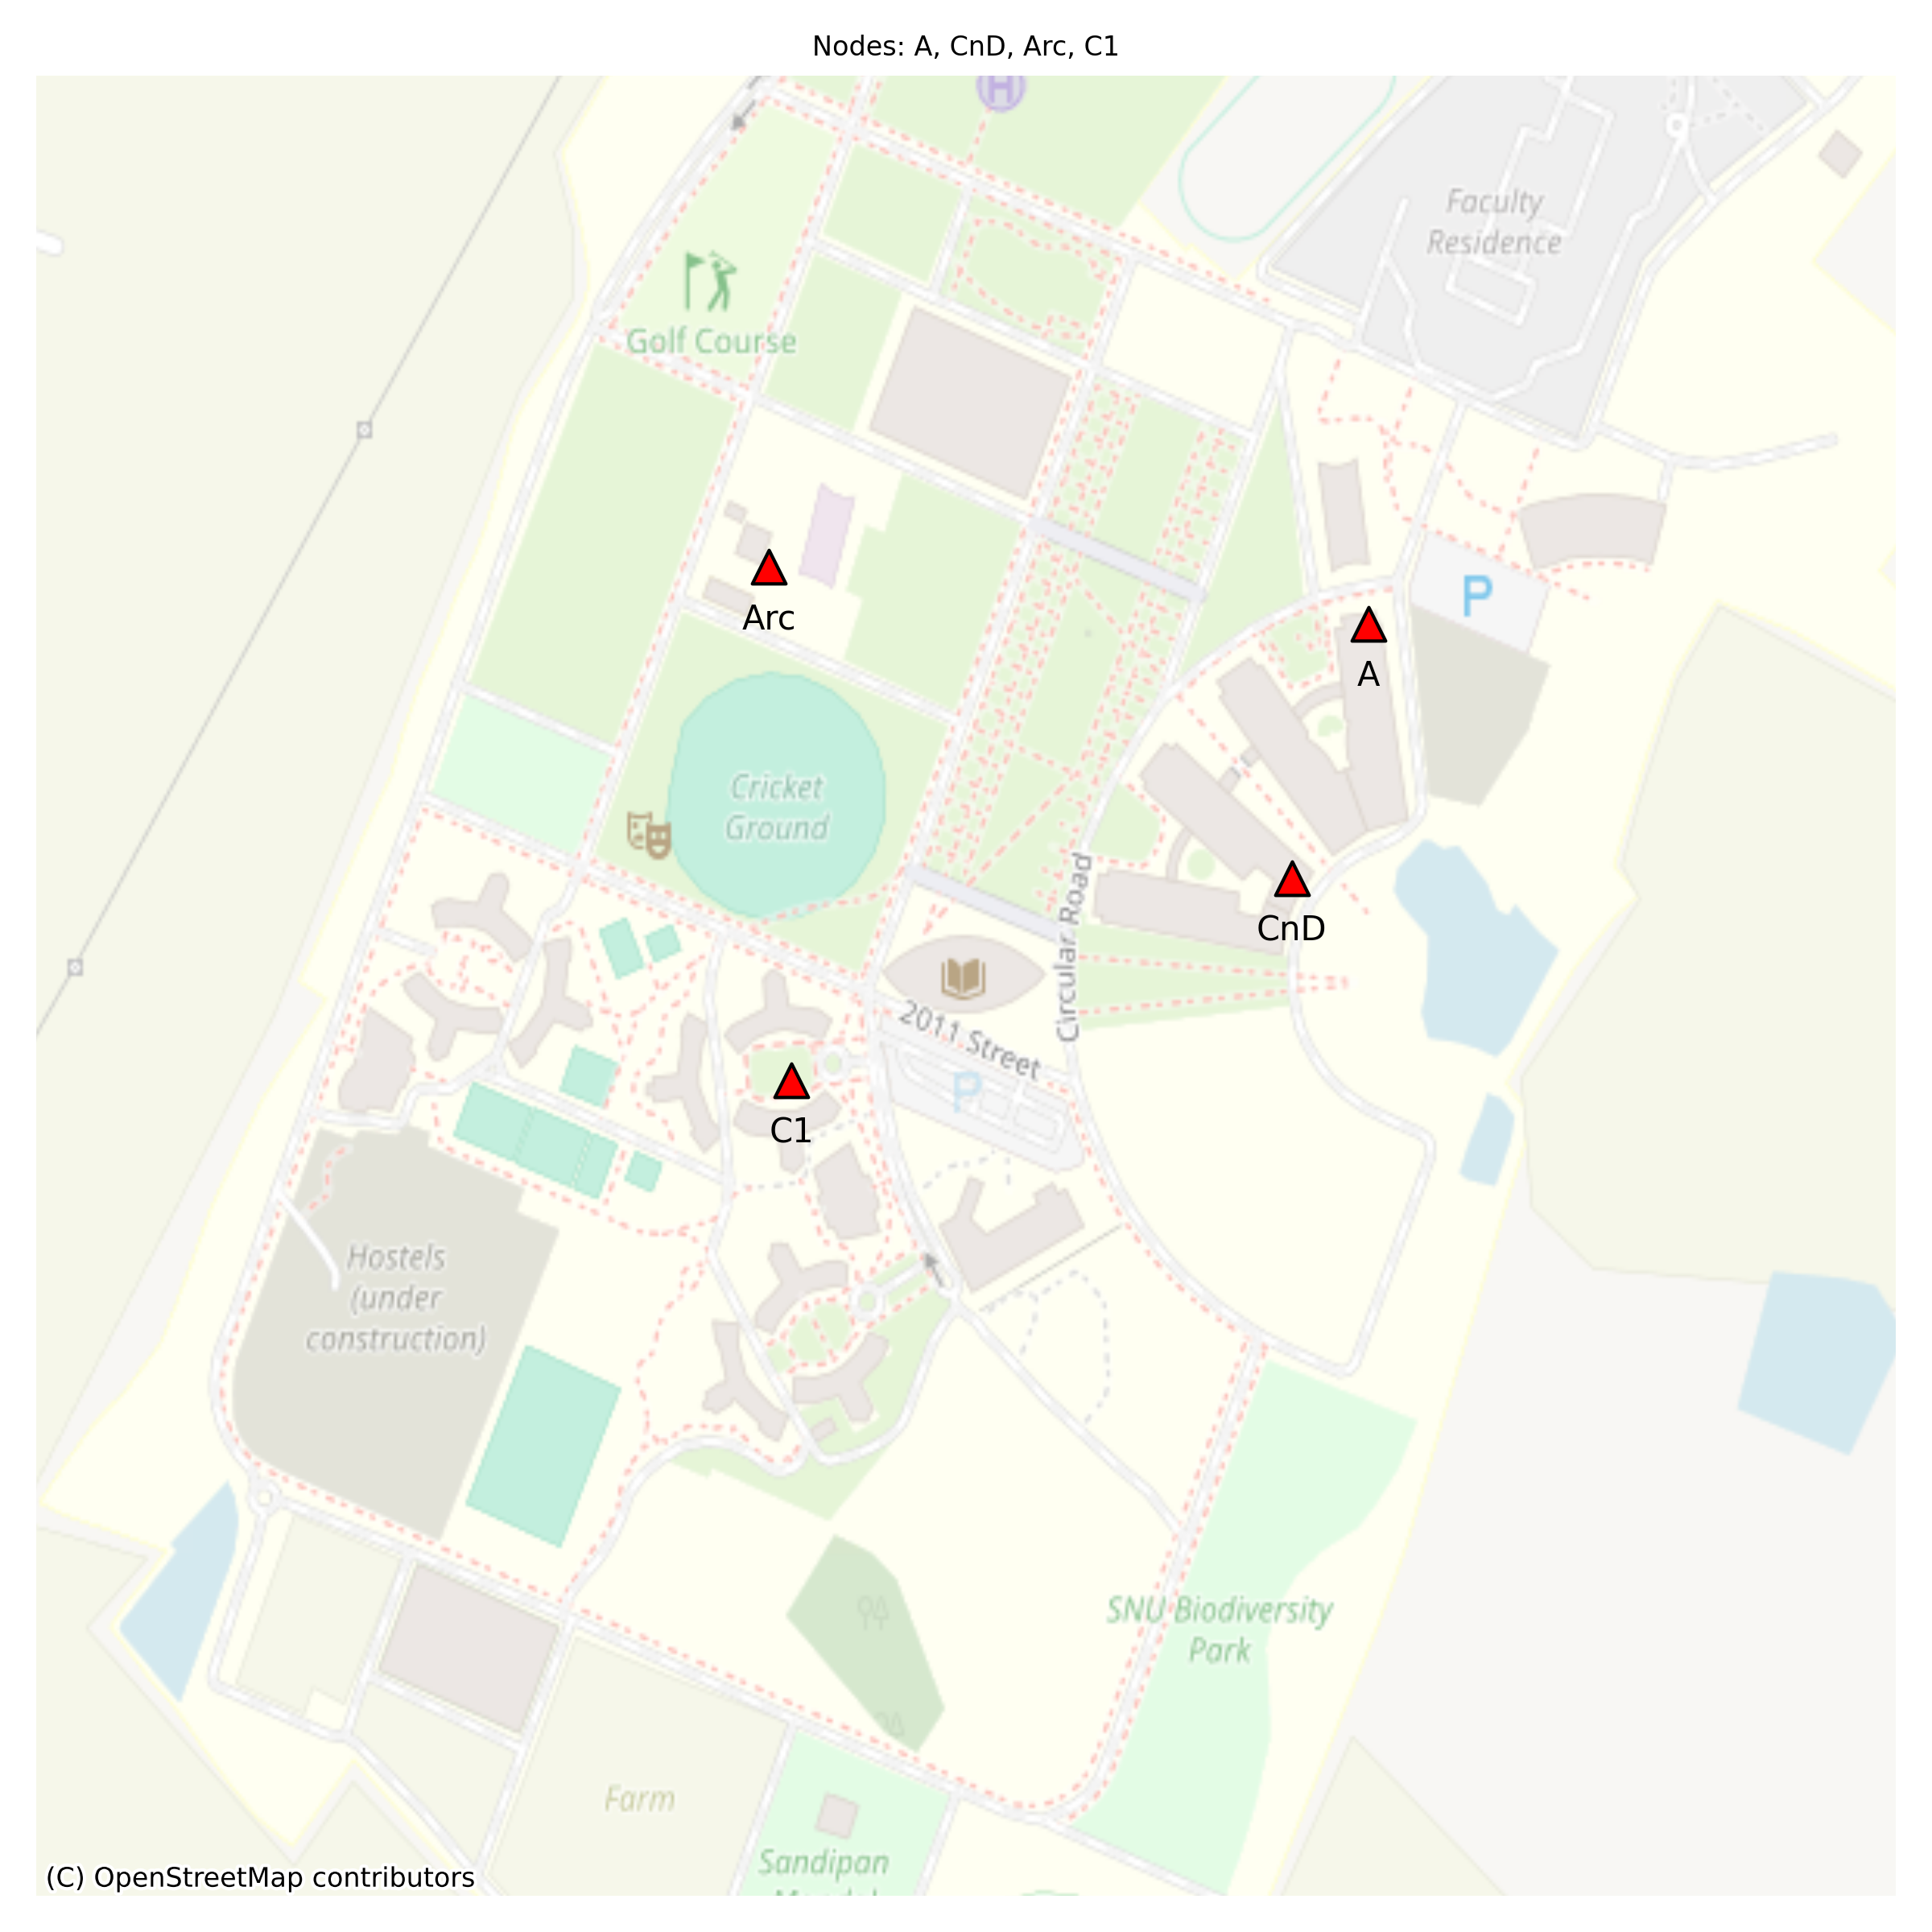 Nodes: A, CnD, Arc, C1
H
Faculty
Residence
Golf Course
P
Arc
A
Cricket
Ground
CnD
Circular Road
2011 Street
P
C1
Hostels
(under
construction)
SNU Biodiversity
Park
Farm
Sandipan
(C) OpenStreetMap contributors